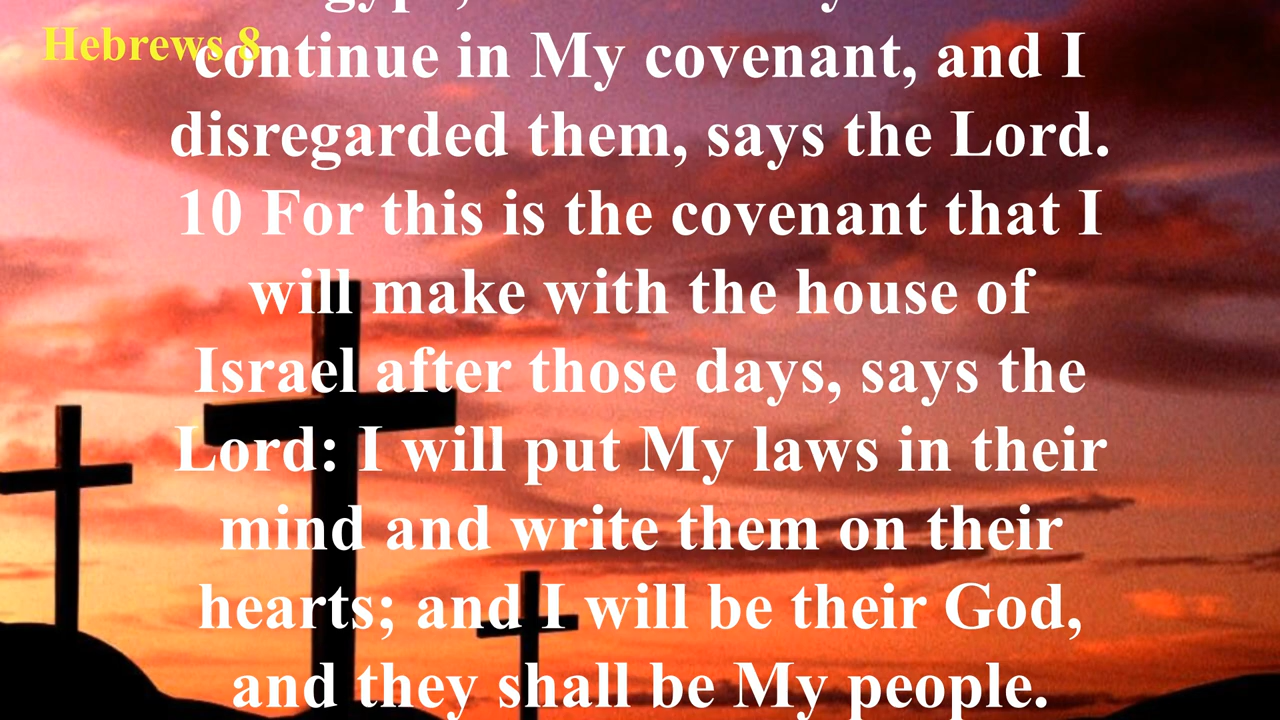 Hebrews 8
continue in My covenant, and I
disregarded them, says the Lord.
10 For this is the covenant that I
will make with the house of
Israel after those days, says the
Lord: I will put My laws in their
mind and write them on their
hearts; and I will be their God,
and they shall be My people.